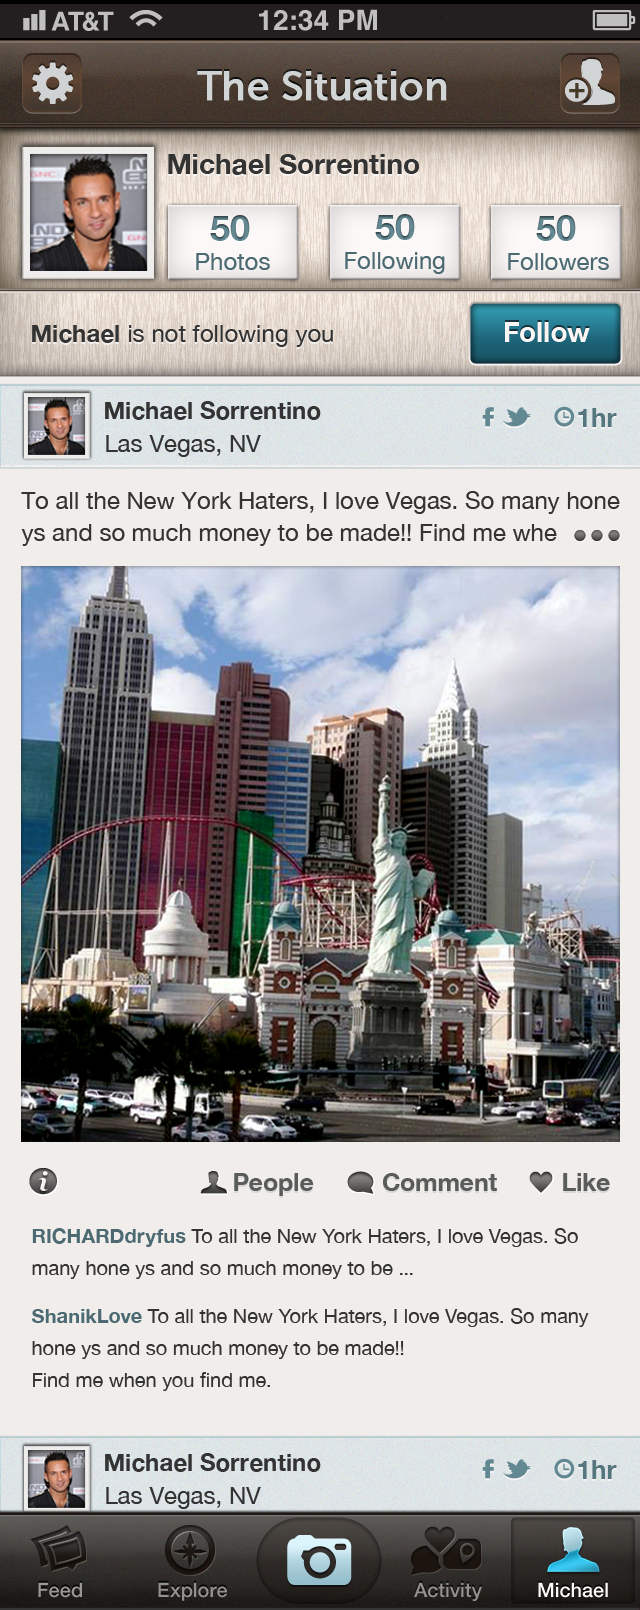 AT&T 12:34 PM
The Situation
Michael Sorrentino
50 50 50
Photos Following Followers
Michael is not following you Follow
Michael Sorrentino 1hr
Las Vegas, NV
To all the New York Haters, I love Vegas. So many hone
ys and so much money to be made!! Find me whe
People Comment Like
RICHARDdryfus To all the New York Haters, I love Vegas. So
many hone ys and so much money to be ...
ShanikLove To all the New York Haters, I love Vegas. So many
hone ys and so much money to be made!!
Find me when you find me.
Michael Sorrentino 1hr
Las Vegas, NV
Feed Explore Activity Michael